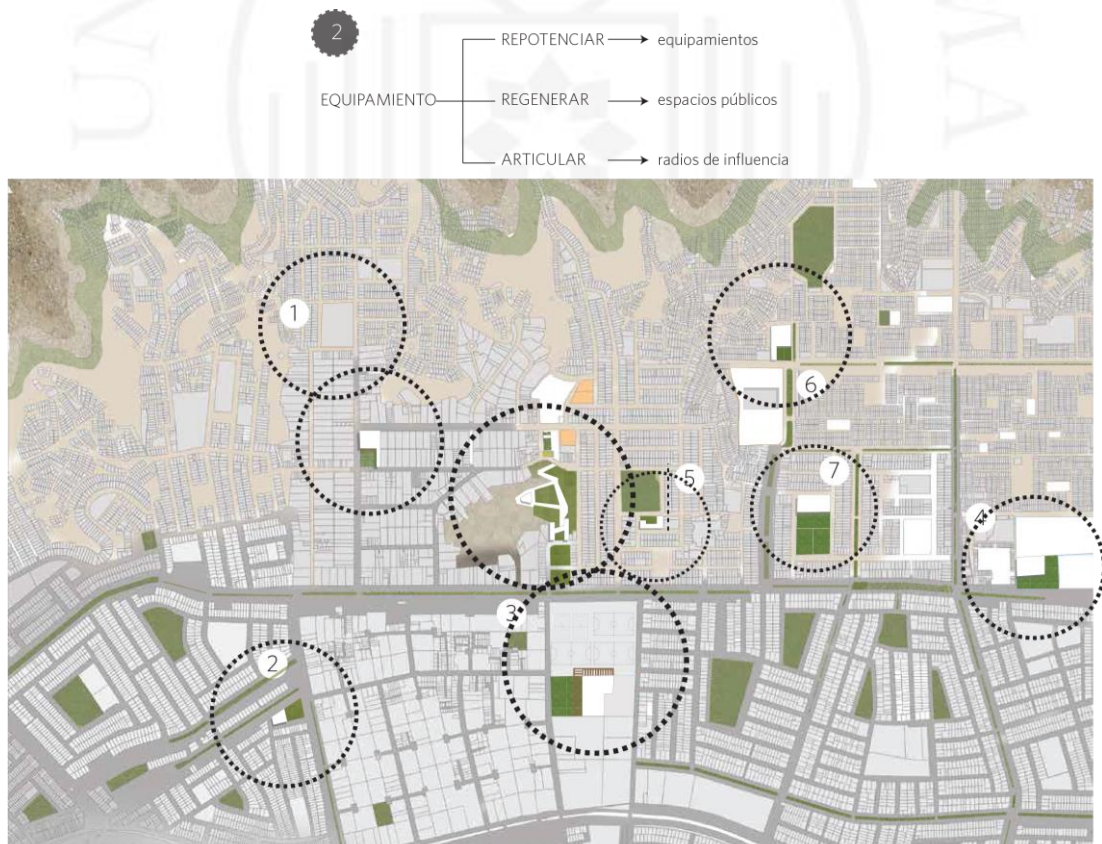 2
REPOTENCIAR equipamientos
EQUIPAMIENTO REGENERAR espacios públicos
ARTICULAR radios de influencia
1
6
5
7
4
3
2